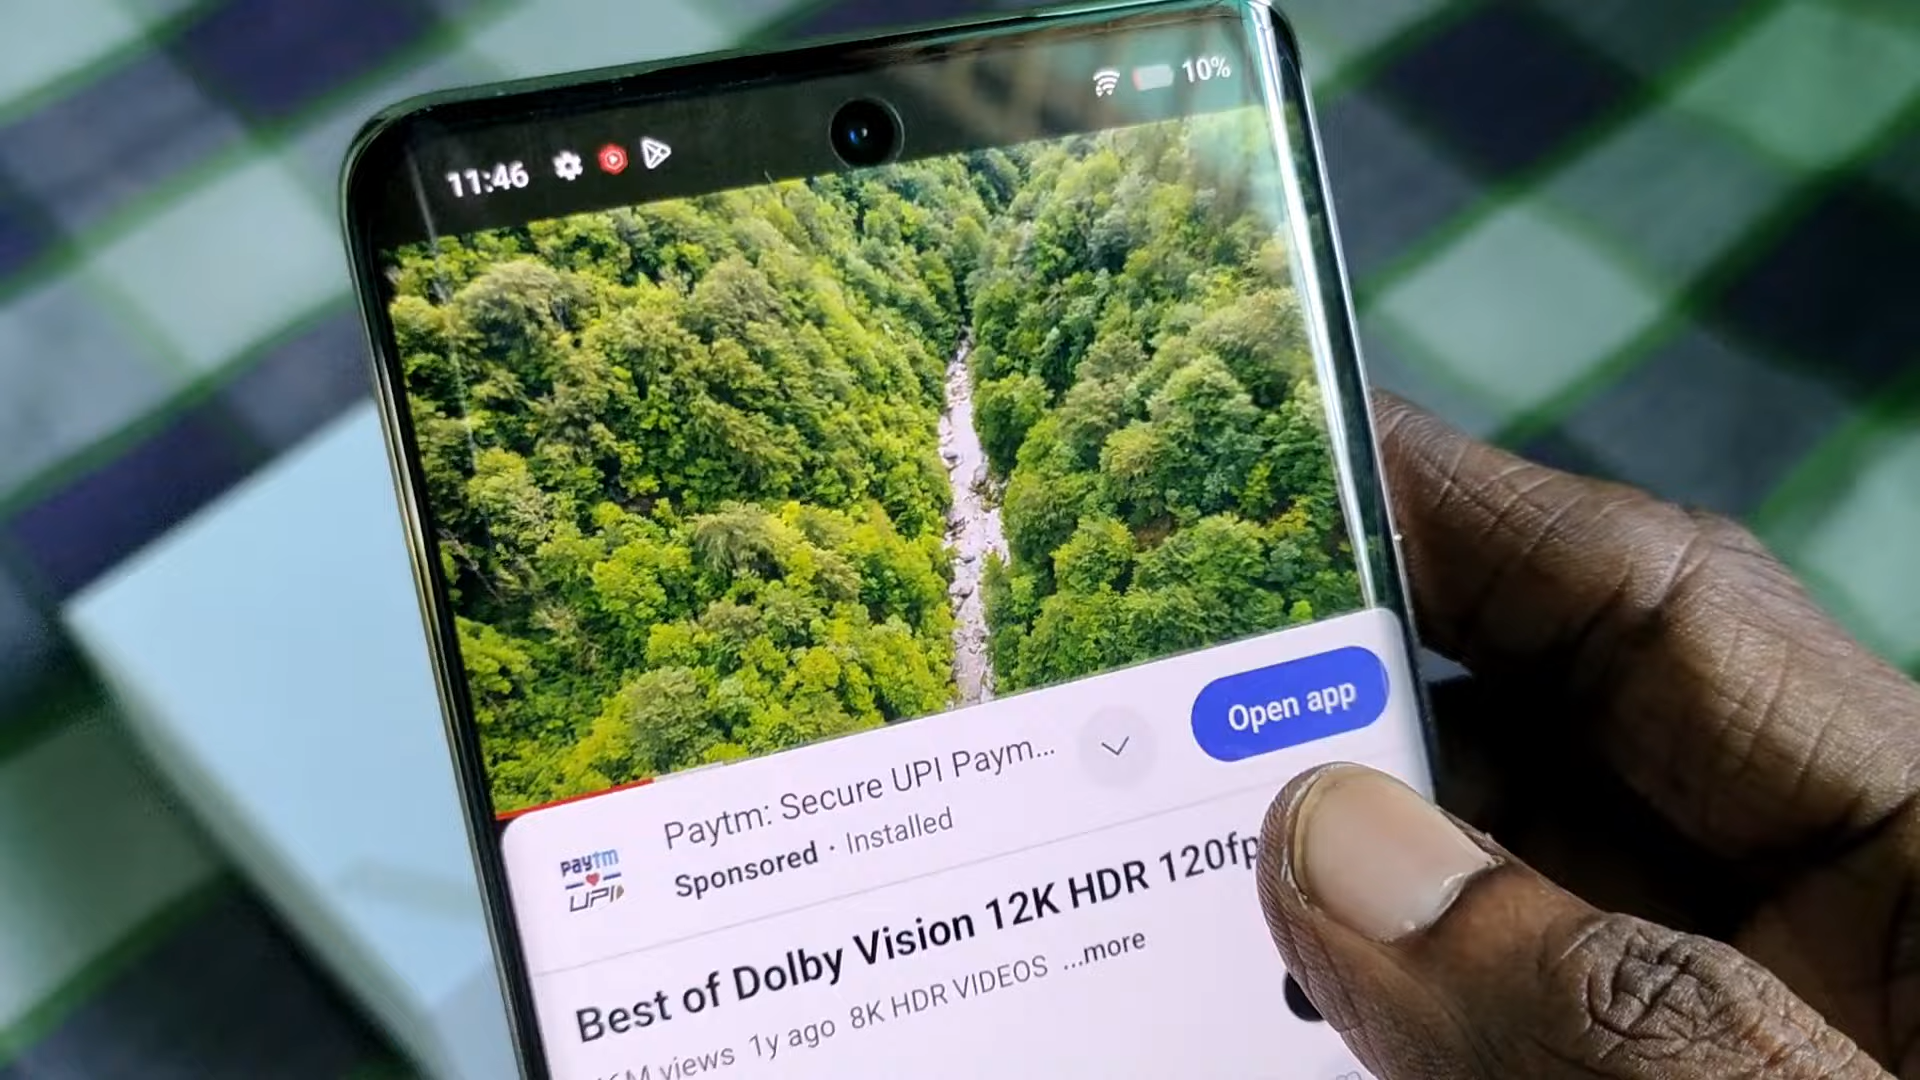 11:46
10%
Paytm: Secure UPI Paym...
Sponsored · Installed
Open app
paytm
UPI
Best of Dolby Vision 12K HDR 120fp
M views 1y ago 8K HDR VIDEOS ...more